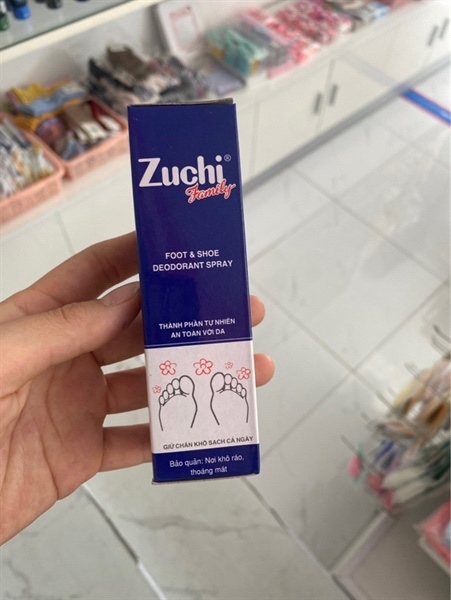 Zuchi®
Family
FOOT & SHOE
DEODORANT SPRAY
THÀNH PHẦN TỰ NHIÊN
AN TOAN VỚI DA
GIỮ CHÂN KHÔ SẠCH CẢ NGÀY
Bảo quản: Nơi khô ráo,
thoáng mát